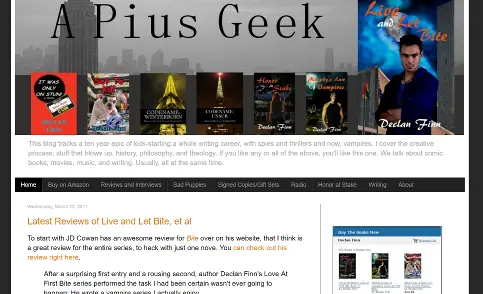 A Pius Geek
Live
and Let
Bite
Declan Finn
IT WAS
ONLY
ON STUN!
DECLAN
FINN
CODENAME:
WINTERBORN
CODENAME:
UNSUB
Honor
At Stake
Declan Finn
Murphy's Law
of Vampires
Declan Finn
This blog tracks a ten year epic of kick-starting a whole writing career, with spies and thrillers and now, vampires. I cover the creative
process, stuff that blows up, history, philosophy, and theology. If you like any or all of the above, you'll like this one. We talk about comic
books, movies, music, and writing. Usually, all at the same time.
Home Buy on Amazon Reviews and Interviews Sad Puppies Signed Copies/Gift Sets Radio Honor at Stake Writing About
Latest Reviews of Live and Let Bite, et al
To start with JD Cowan has an awesome review for Bite over on his website, that I think is
a great review for the entire series, to heck with just one novel. You can check out his
review right here.
After a surprising first entry and a rousing second, author Declan Finn's Love At
First Bite series performed the task I had been certain wasn't ever going to
happen: He wrote a vampire series I actually enjoy.
Buy The Books Now
Declan Finn